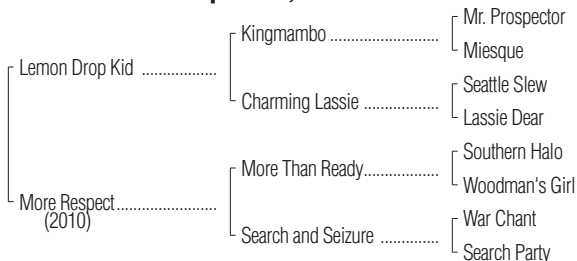 Mr. Prospector
Kingmambo ......................
Miesque
Lemon Drop Kid .................
Seattle Slew
Charming Lassie ...............
Lassie Dear
Southern Halo
More Than Ready...............
Woodman's Girl
More Respect.....................
(2010)
War Chant
Search and Seizure ............
Search Party